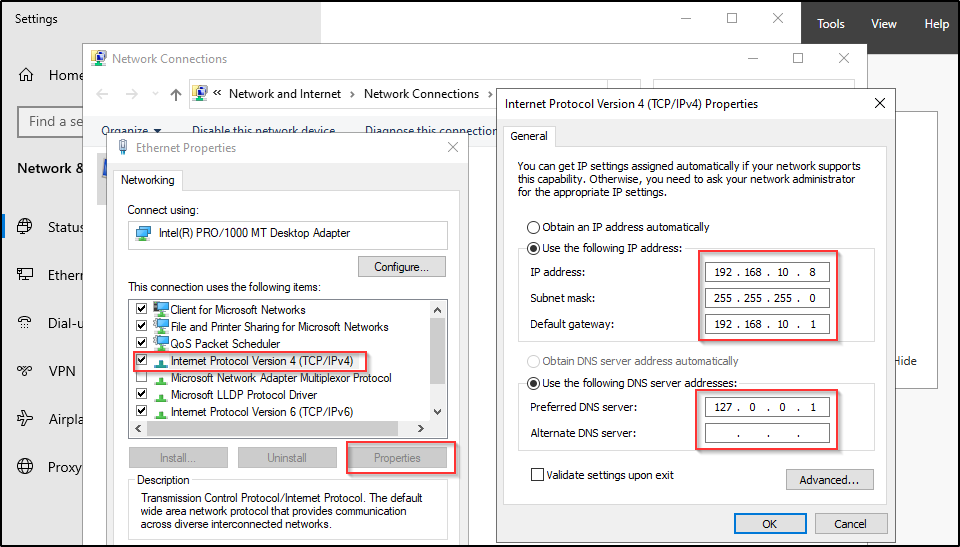 Settings
Home
Find a se
Network &
Status
Ethern
Dial-u
VPN
Airpla
Proxy
Tools View Help
Network Connections
« Network and Internet > Network Connections >
Organize Disable this network device Diagnose this connection
Hide
Ethernet Properties
Networking
Connect using:
Intel(R) PRO/1000 MT Desktop Adapter
Configure...
This connection uses the following items:
Client for Microsoft Networks
File and Printer Sharing for Microsoft Networks
QoS Packet Scheduler
Internet Protocol Version 4 (TCP/IPv4)
Microsoft Network Adapter Multiplexor Protocol
Microsoft LLDP Protocol Driver
Internet Protocol Version 6 (TCP/IPv6)
Install... Uninstall Properties
Description
Transmission Control Protocol/Internet Protocol. The default
wide area network protocol that provides communication
across diverse interconnected networks.
Internet Protocol Version 4 (TCP/IPv4) Properties
General
You can get IP settings assigned automatically if your network supports
this capability. Otherwise, you need to ask your network administrator
for the appropriate IP settings.
Obtain an IP address automatically
Use the following IP address:
IP address: 192 . 168 . 10 . 8
Subnet mask: 255 . 255 . 255 . 0
Default gateway: 192 . 168 . 10 . 1
Obtain DNS server address automatically
Use the following DNS server addresses:
Preferred DNS server: 127 . 0 . 0 . 1
Alternate DNS server: . . .
Validate settings upon exit
Advanced...
OK Cancel